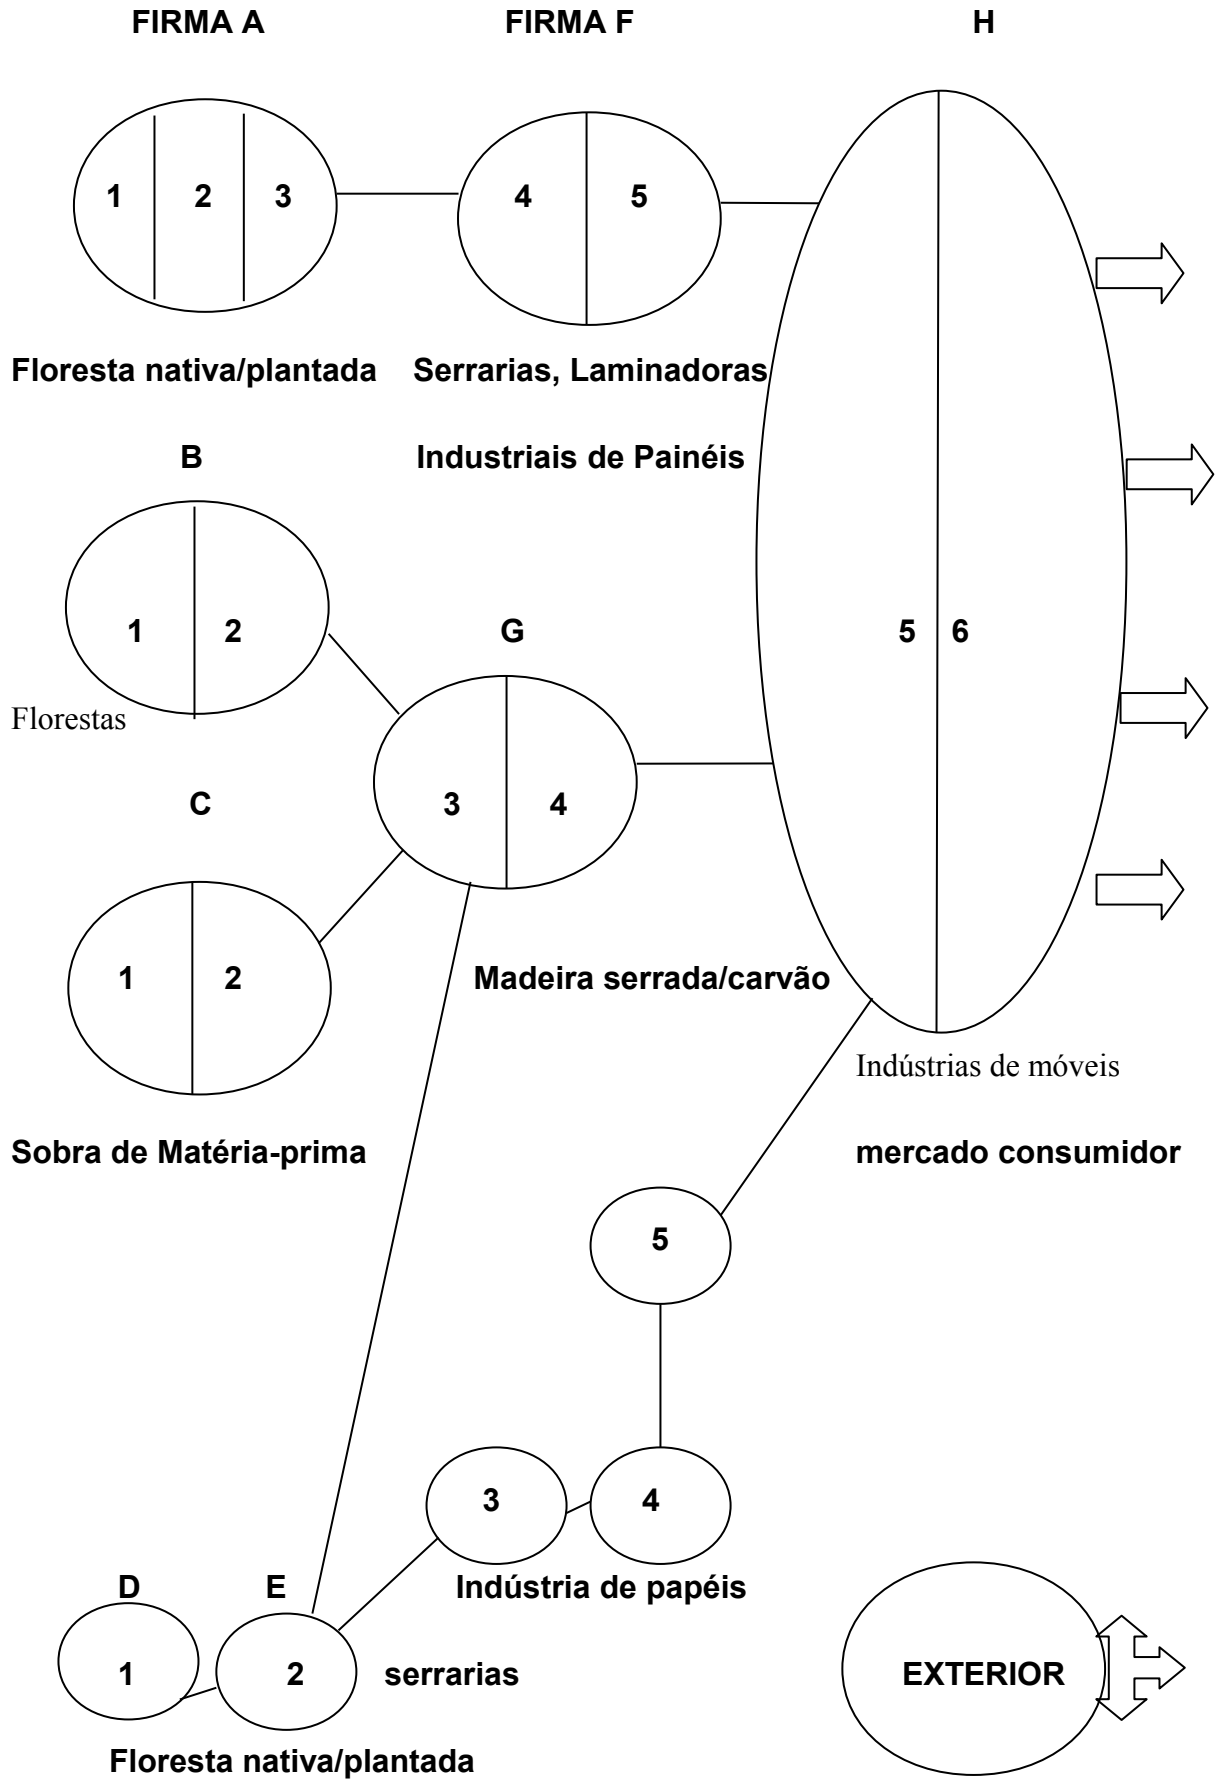 FIRMA A FIRMA F H
1 2 3 4 5
Floresta nativa/plantada Serrarias, Laminadoras
B Industriais de Painéis
1 2 G 5 6
Florestas
C 3 4
1 2 Madeira serrada/carvão
Indústrias de móveis
Sobra de Matéria-prima mercado consumidor
5
3 4
D E Indústria de papéis
1 2 serrarias EXTERIOR
Floresta nativa/plantada